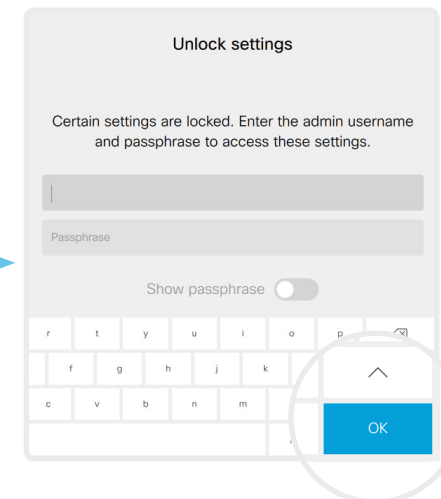 Unlock settings
Certain settings are locked. Enter the admin username
and passphrase to access these settings.
Passphrase
Show passphrase
r t y u i o p
f g h j k
c v b n m
OK